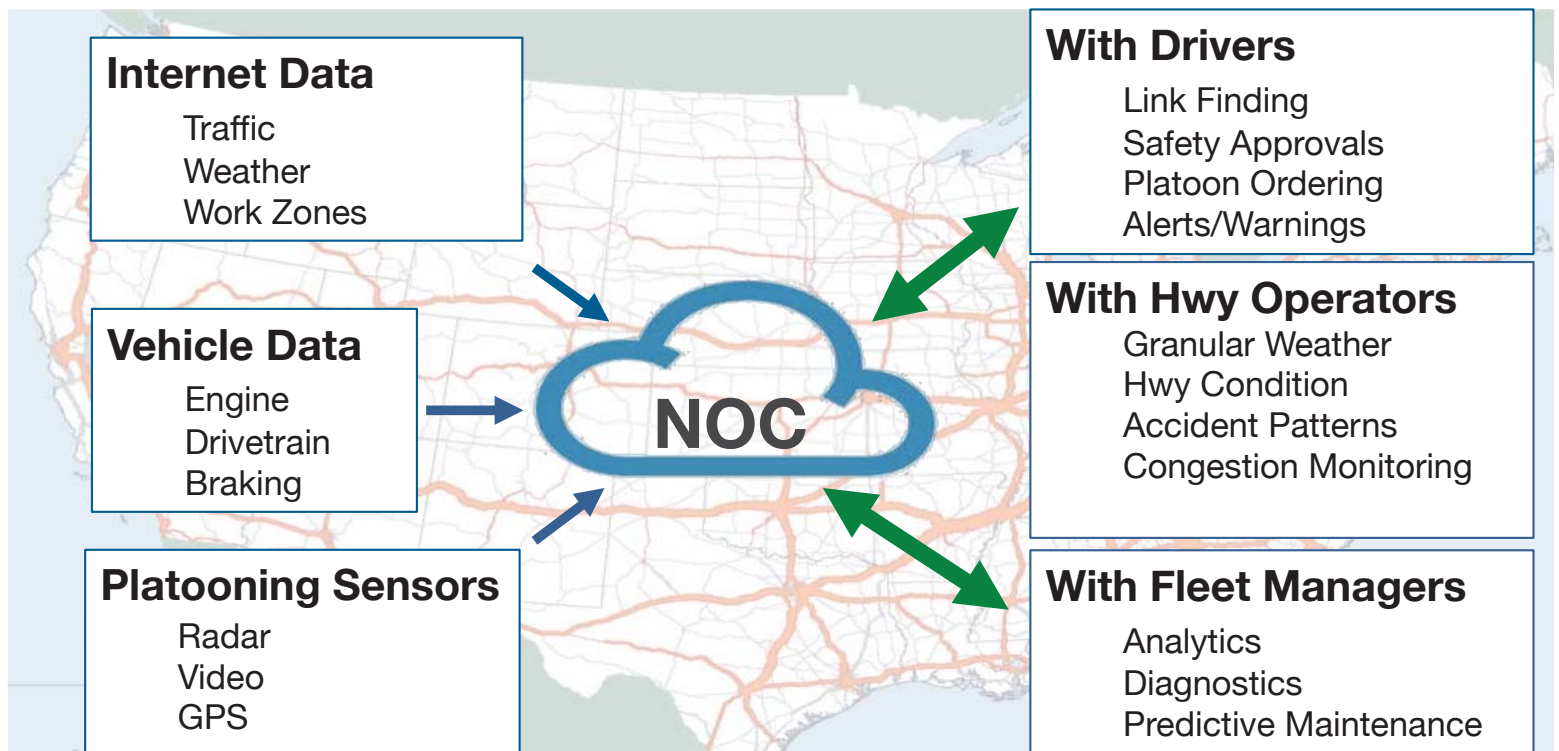 Internet Data
Traffic
Weather
Work Zones
Vehicle Data
Engine
Drivetrain
Braking
Platooning Sensors
Radar
Video
GPS
NOC
With Drivers
Link Finding
Safety Approvals
Platoon Ordering
Alerts/Warnings
With Hwy Operators
Granular Weather
Hwy Condition
Accident Patterns
Congestion Monitoring
With Fleet Managers
Analytics
Diagnostics
Predictive Maintenance